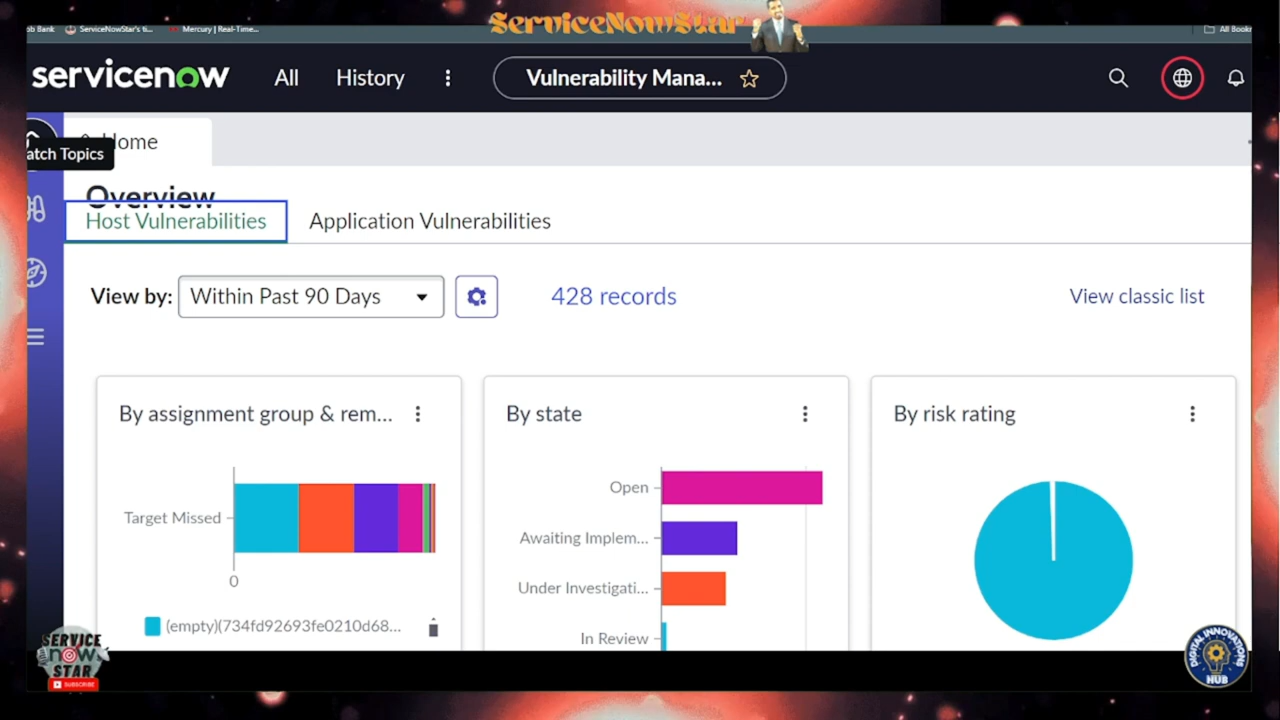 ServiceNowStar
ob Bank ServiceNowStar's ti... Mercury | Real-Time... All Bookr
servicenow All History Vulnerability Mana...
Home
atch Topics
Overview
Host Vulnerabilities Application Vulnerabilities
View by: Within Past 90 Days 428 records View classic list
By assignment group & rem... By state By risk rating
Open
Target Missed
Awaiting Implem...
Under Investigati...
0
(empty)(734fd92693fe0210d68...
In Review
SERVICE
now
STAR
SUBSCRIBE
DIGITAL INNOVATIONS
HUB